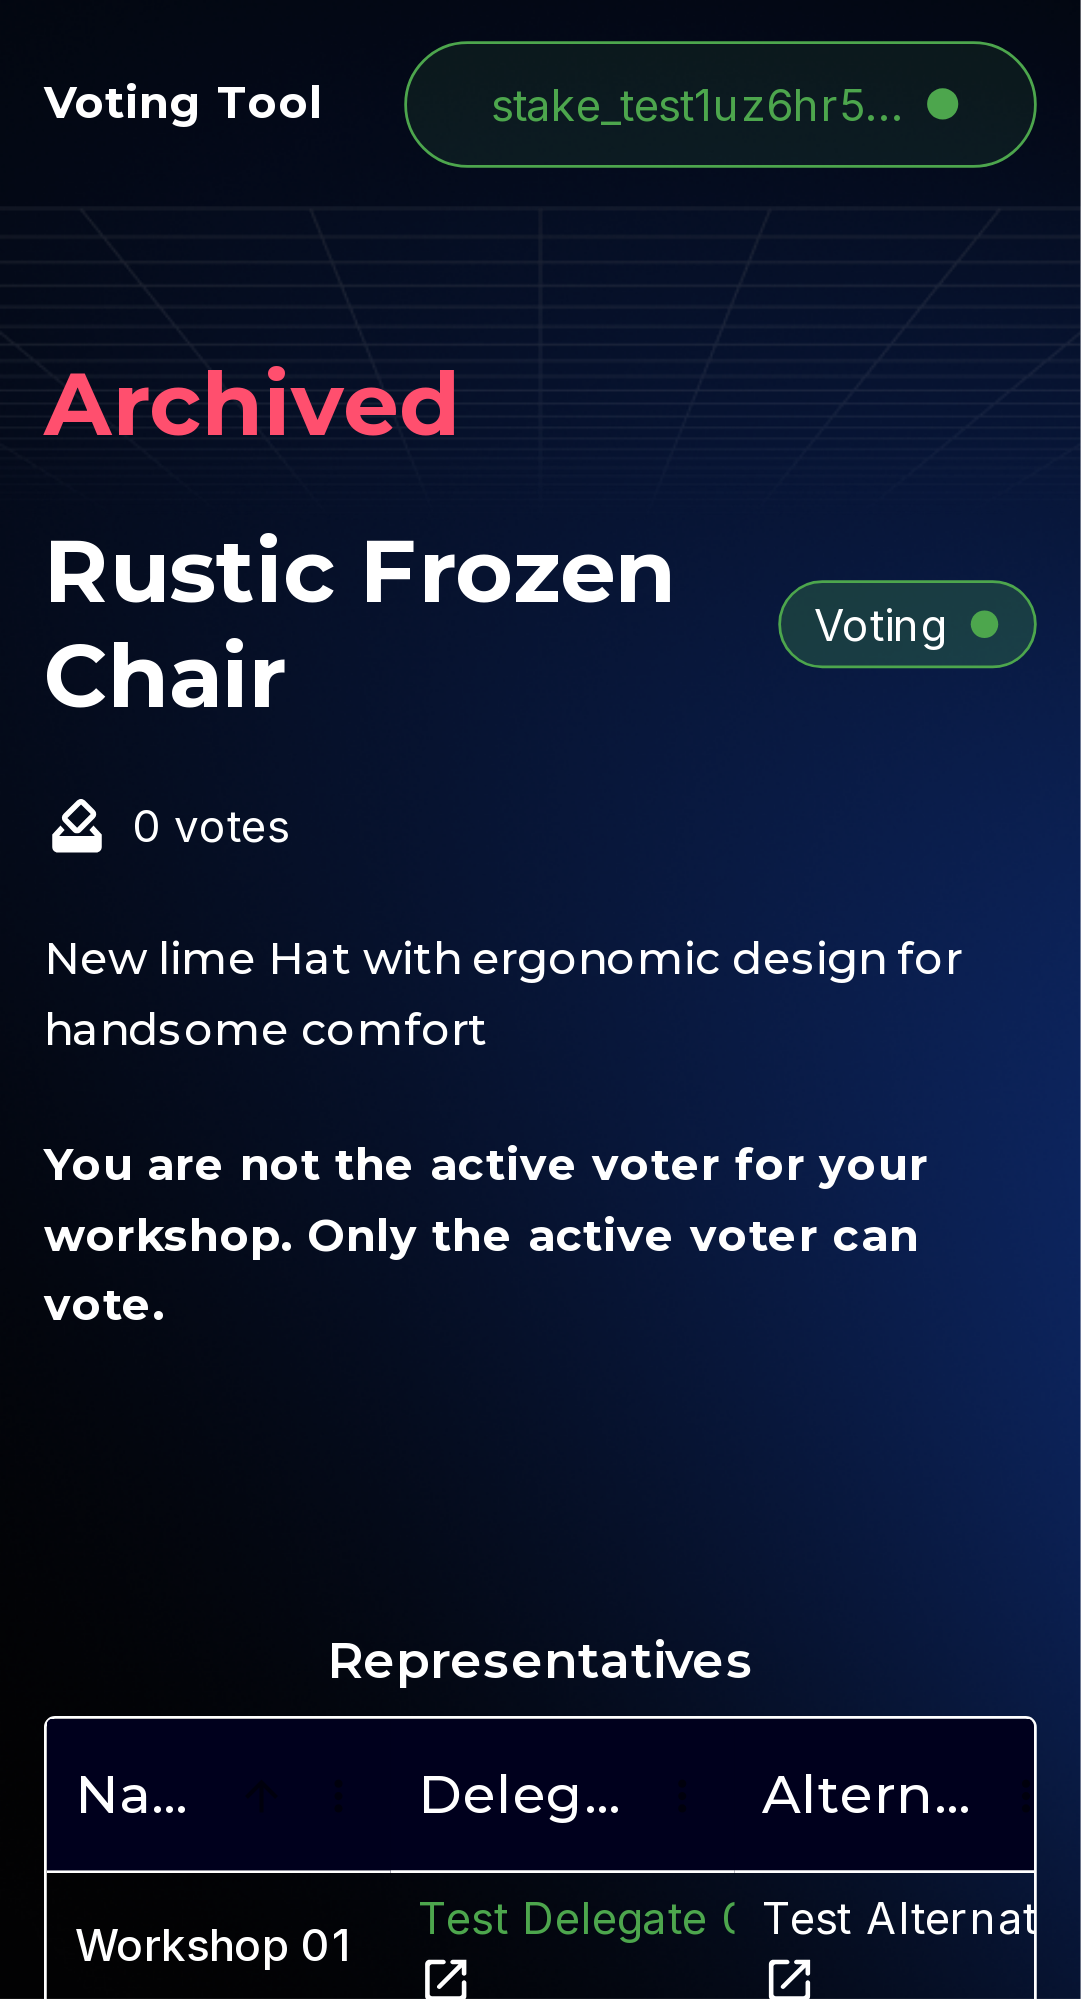 Voting Tool
stake_test1uz6hr5...
Archived
Rustic Frozen
Chair
Voting
0 votes
New lime Hat with ergonomic design for
handsome comfort
You are not the active voter for your
workshop. Only the active voter can
vote.
Representatives
Na... Deleg... Altern...
Workshop 01 Test Delegate Test Alternat